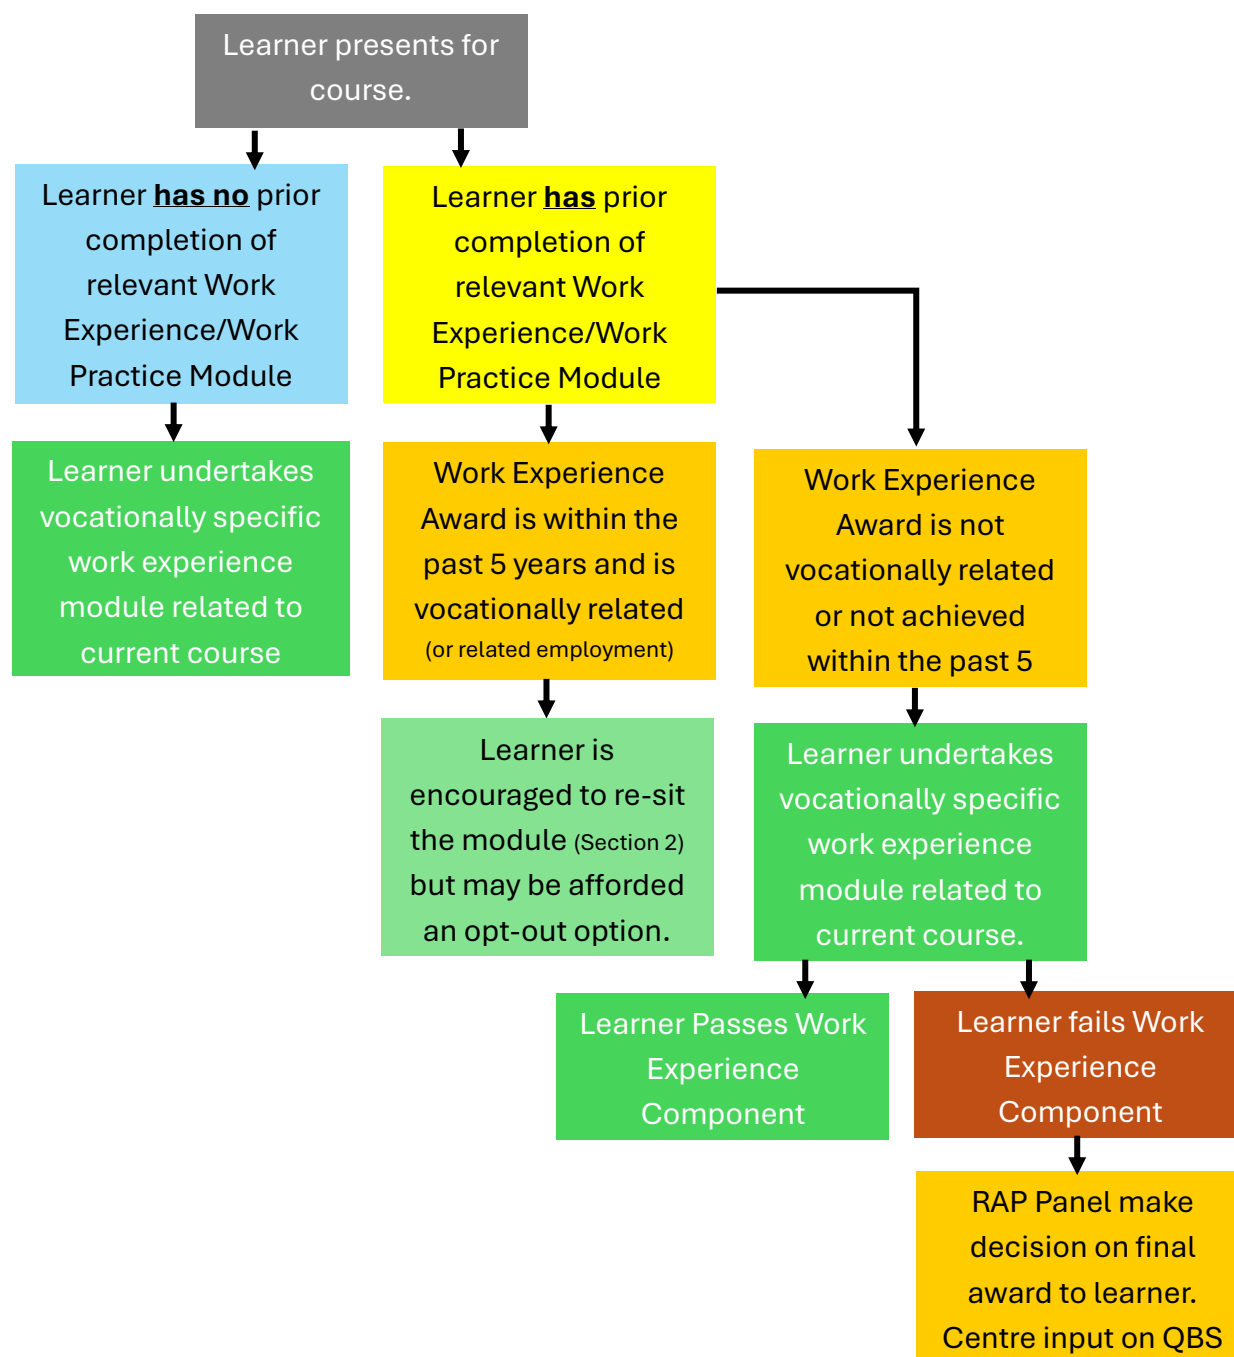 Learner presents for
course.
Learner has no prior
completion of
relevant Work
Experience/Work
Practice Module
Learner has prior
completion of
relevant Work
Experience/Work
Practice Module
Learner undertakes
vocationally specific
work experience
module related to
current course
Work Experience
Award is within the
past 5 years and is
vocationally related
(or related employment)
Work Experience
Award is not
vocationally related
or not achieved
within the past 5
Learner is
encouraged to re-sit
the module (Section 2)
but may be afforded
an opt-out option.
Learner undertakes
vocationally specific
work experience
module related to
current course.
Learner Passes Work
Experience
Component
Learner fails Work
Experience
Component
RAP Panel make
decision on final
award to learner.
Centre input on QBS